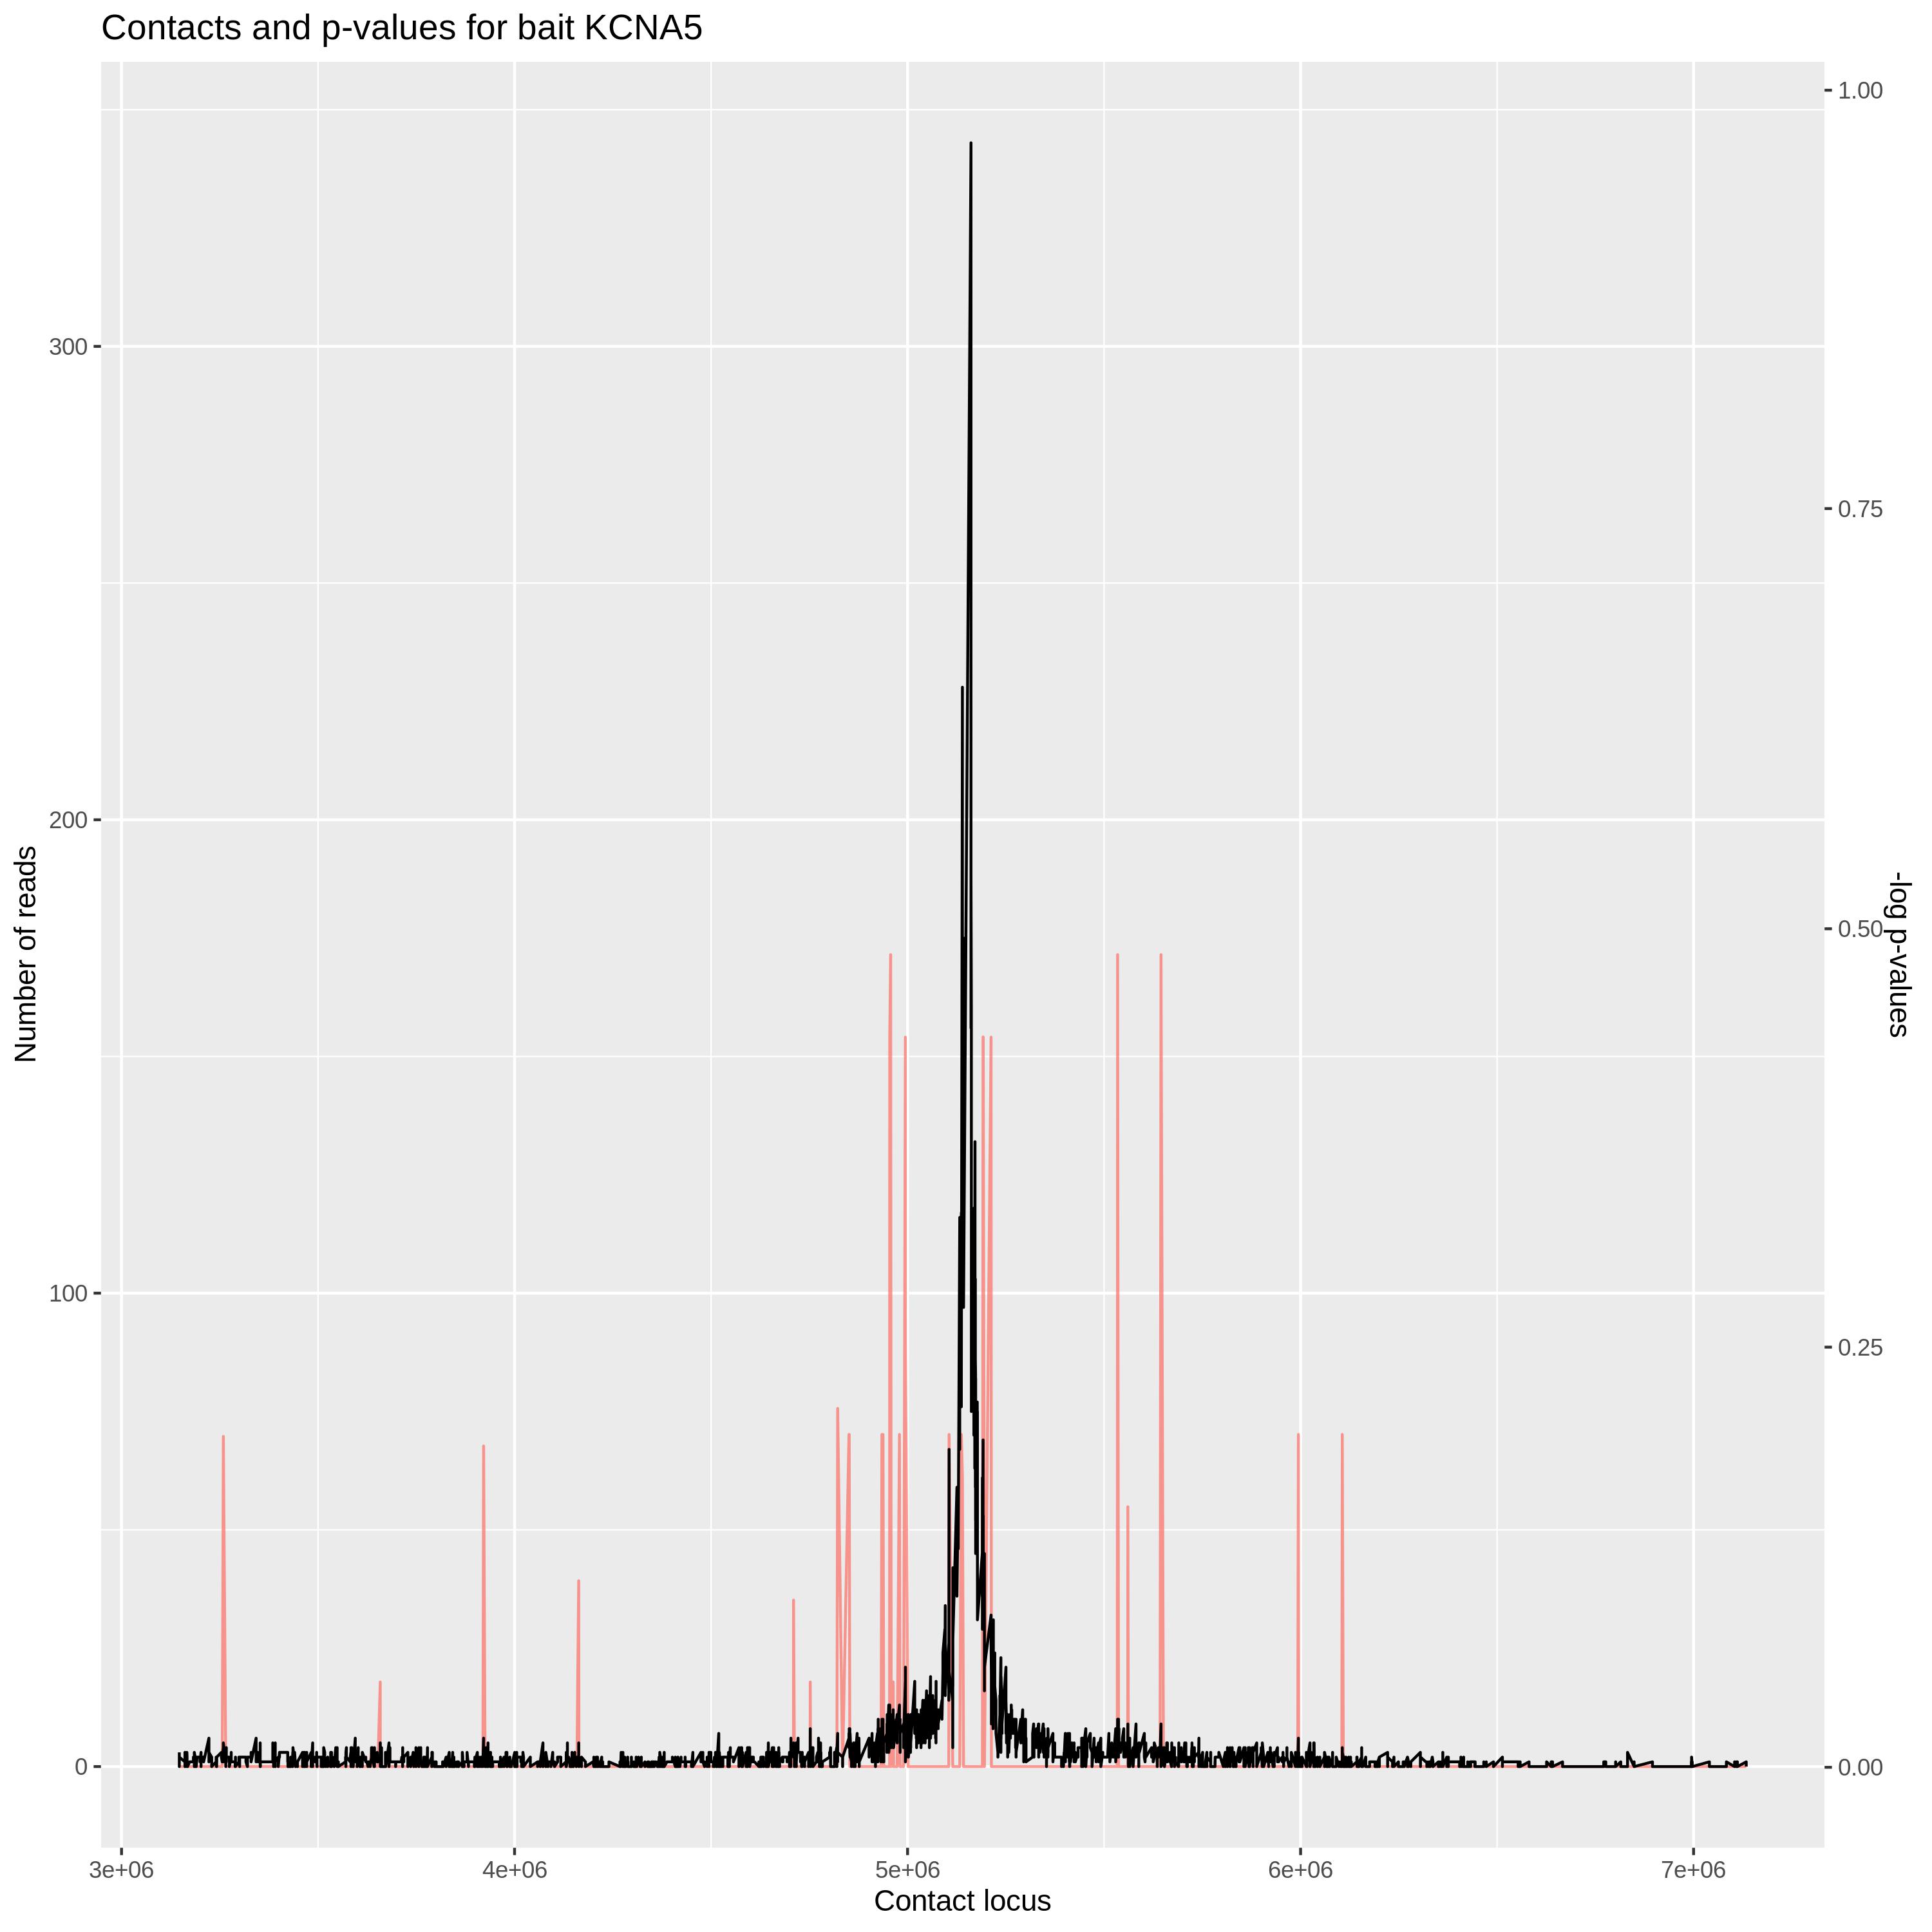 Contacts and p-values for bait KCNA5
Number of reads
300
200
100
0
1.00
0.75
0.50
0.25
0.00
-log p-values
3e+06 4e+06 5e+06 6e+06 7e+06
Contact locus